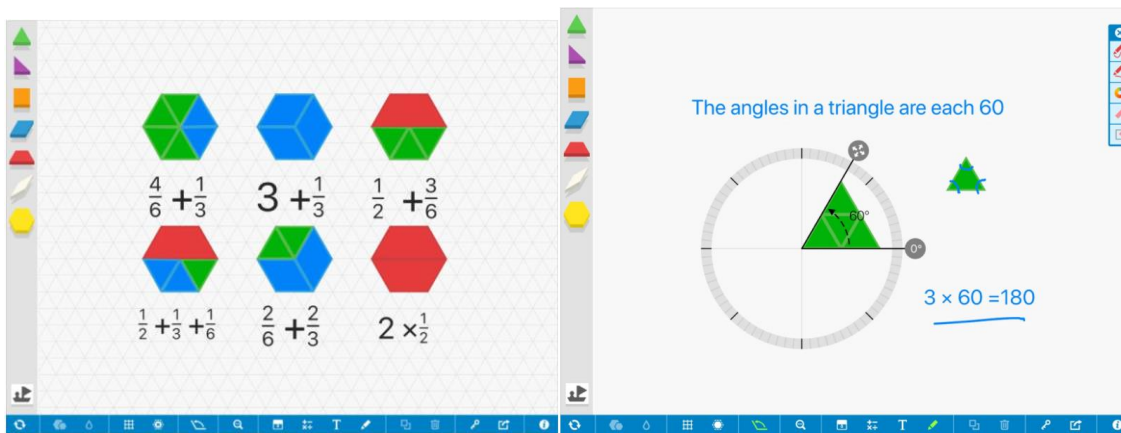 4/6 + 1/3
3 + 1/3
1/2 + 3/6
1/2 + 1/3 + 1/6
2/6 + 2/3
2 × 1/2
The angles in a triangle are each 60
60°
0°
3 × 60 =180